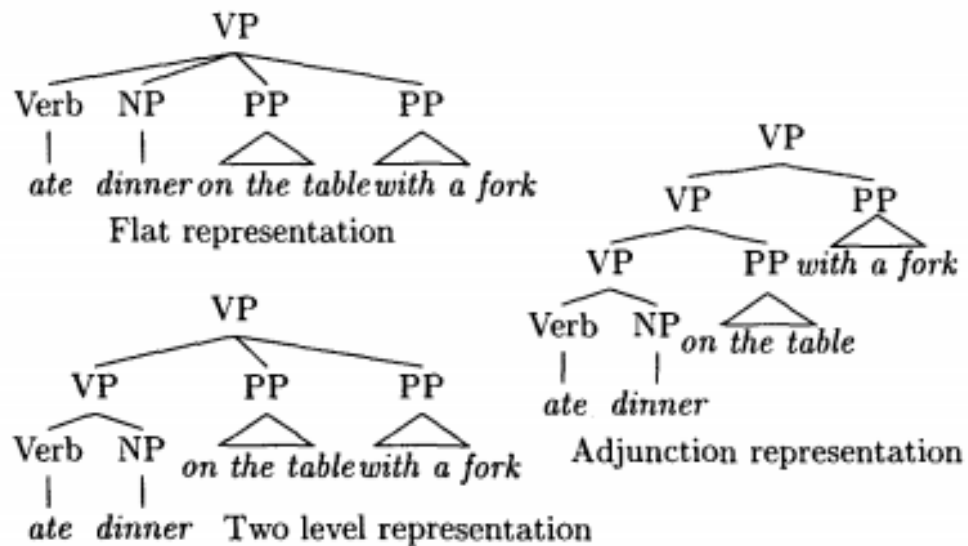 VP
Verb NP PP PP
ate dinner on the table with a fork
Flat representation
VP
VP PP PP
Verb NP on the table with a fork
ate dinner Two level representation
VP
VP PP
VP PP with a fork
Verb NP on the table
ate dinner
Adjunction representation